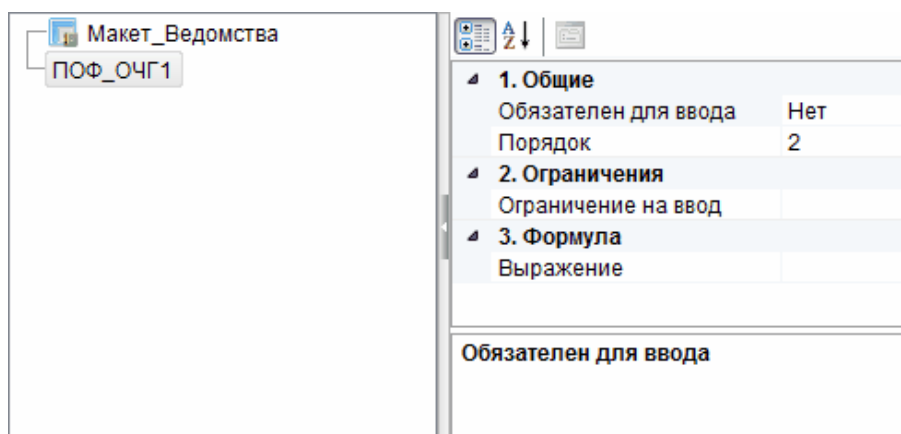 Макет_Ведомства
ПОФ_ОЧГ1
1. Общие
Обязателен для ввода Нет
Порядок 2
2. Ограничения
Ограничение на ввод
3. Формула
Выражение
Обязателен для ввода